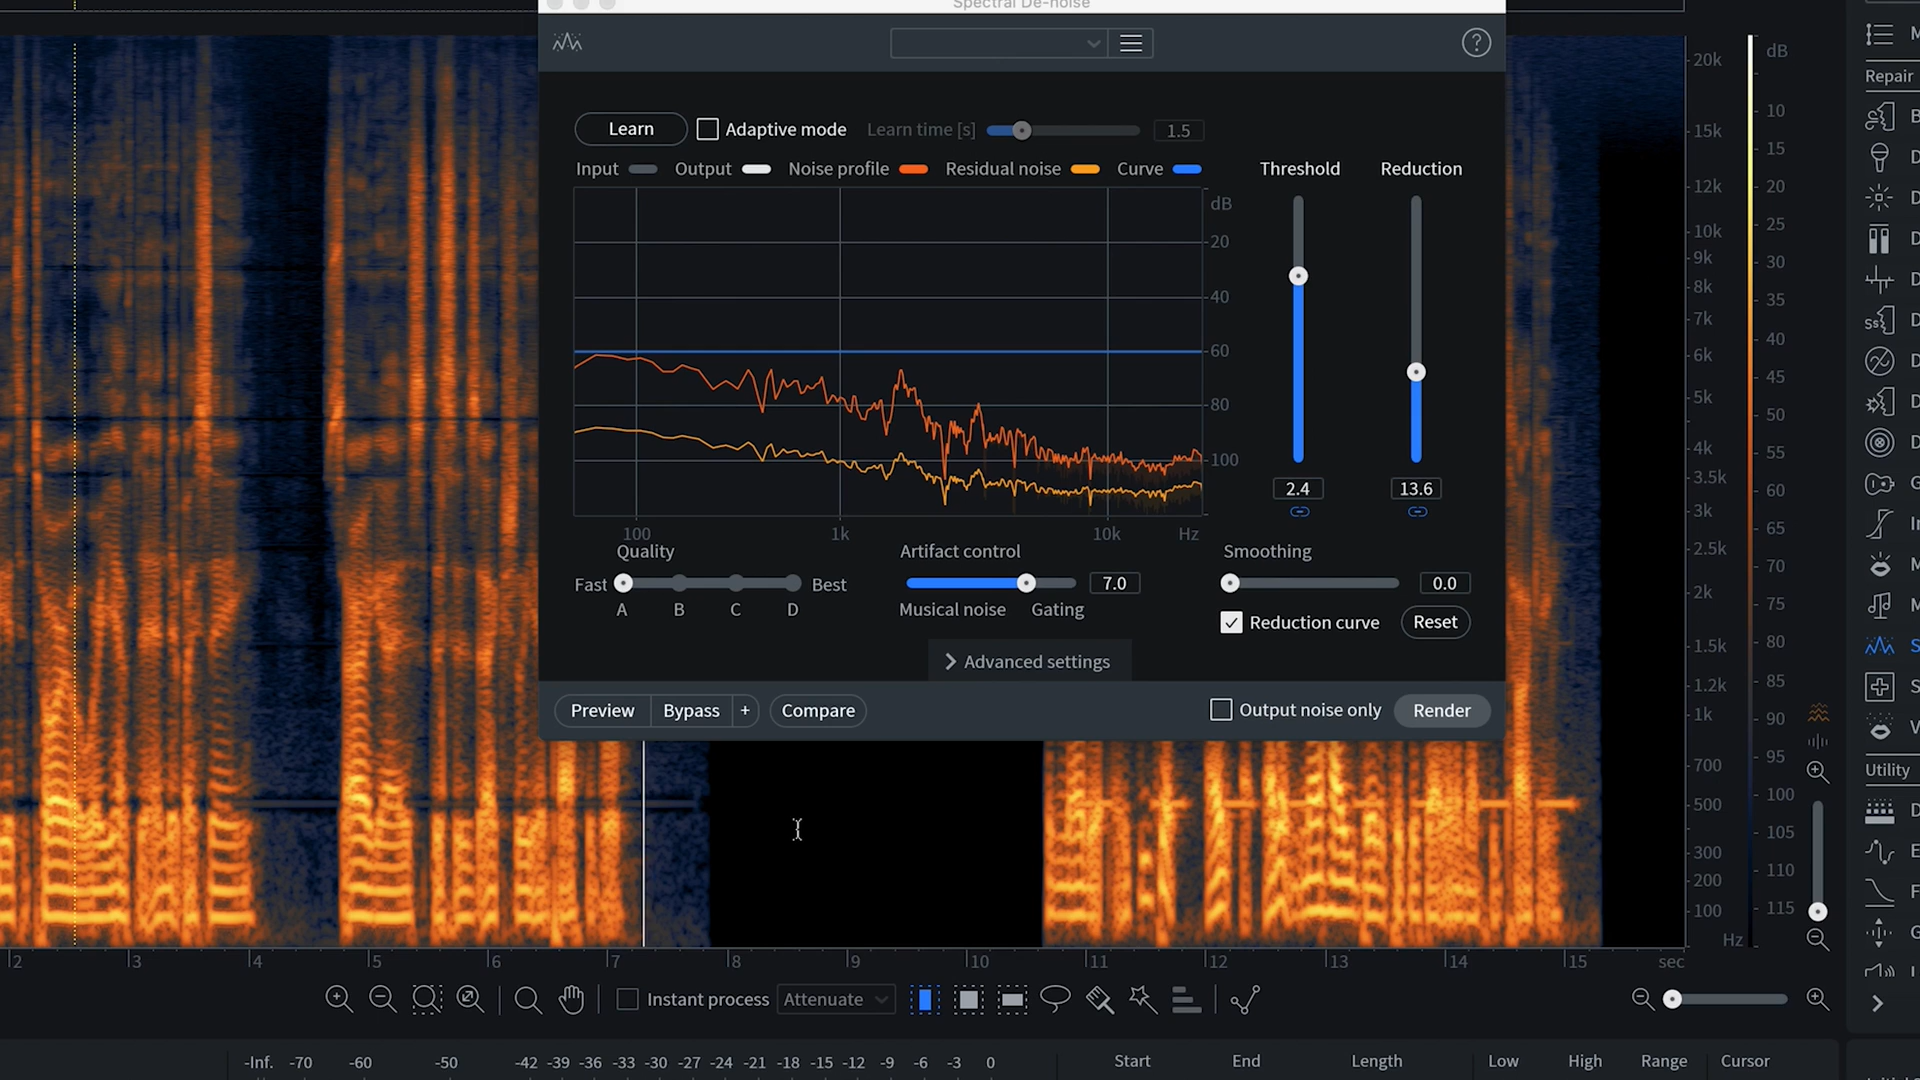 Spectral De-noise
?
Learn
Adaptive mode
Learn time [s]
1.5
Input
Output
Noise profile
Residual noise
Curve
Threshold
Reduction
dB
20
40
60
80
100
100
1k
10k
Hz
2.4
13.6
Quality
Fast
Best
A B C D
Artifact control
7.0
Musical noise
Gating
Smoothing
0.0
Reduction curve
Reset
Advanced settings
Preview
Bypass
+
Compare
Output noise only
Render
20k
15k
12k
10k
9k
8k
7k
6k
5k
4k
3.5k
3k
2.5k
2k
1.5k
1.2k
1k
700
500
300
200
100
Hz
dB
10
15
20
25
30
35
40
45
50
55
60
65
70
75
80
85
90
95
100
105
110
115
M
Repair
B
D
D
D
D
D
D
D
D
G
In
M
M
S
S
V
Utility
D
E
F
G
L
2 3 4 5 6 7 8 9 10 11 12 13 14 15 sec
Instant process
Attenuate
-Inf. -70 -60 -50 -42 -39 -36 -33 -30 -27 -24 -21 -18 -15 -12 -9 -6 -3 0
Start End Length Low High Range Cursor